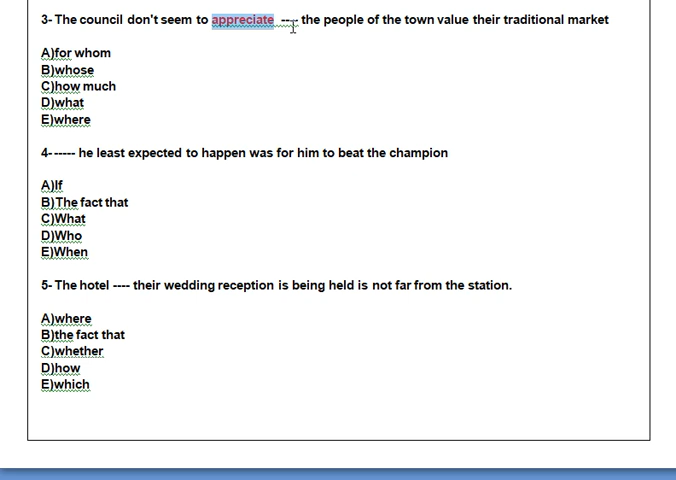 3- The council don't seem to appreciate ---- the people of the town value their traditional market
A)for whom
B)whose
C)how much
D)what
E)where
4------ he least expected to happen was for him to beat the champion
A)If
B)The fact that
C)What
D)Who
E)When
5- The hotel ---- their wedding reception is being held is not far from the station.
A)where
B)the fact that
C)whether
D)how
E)which